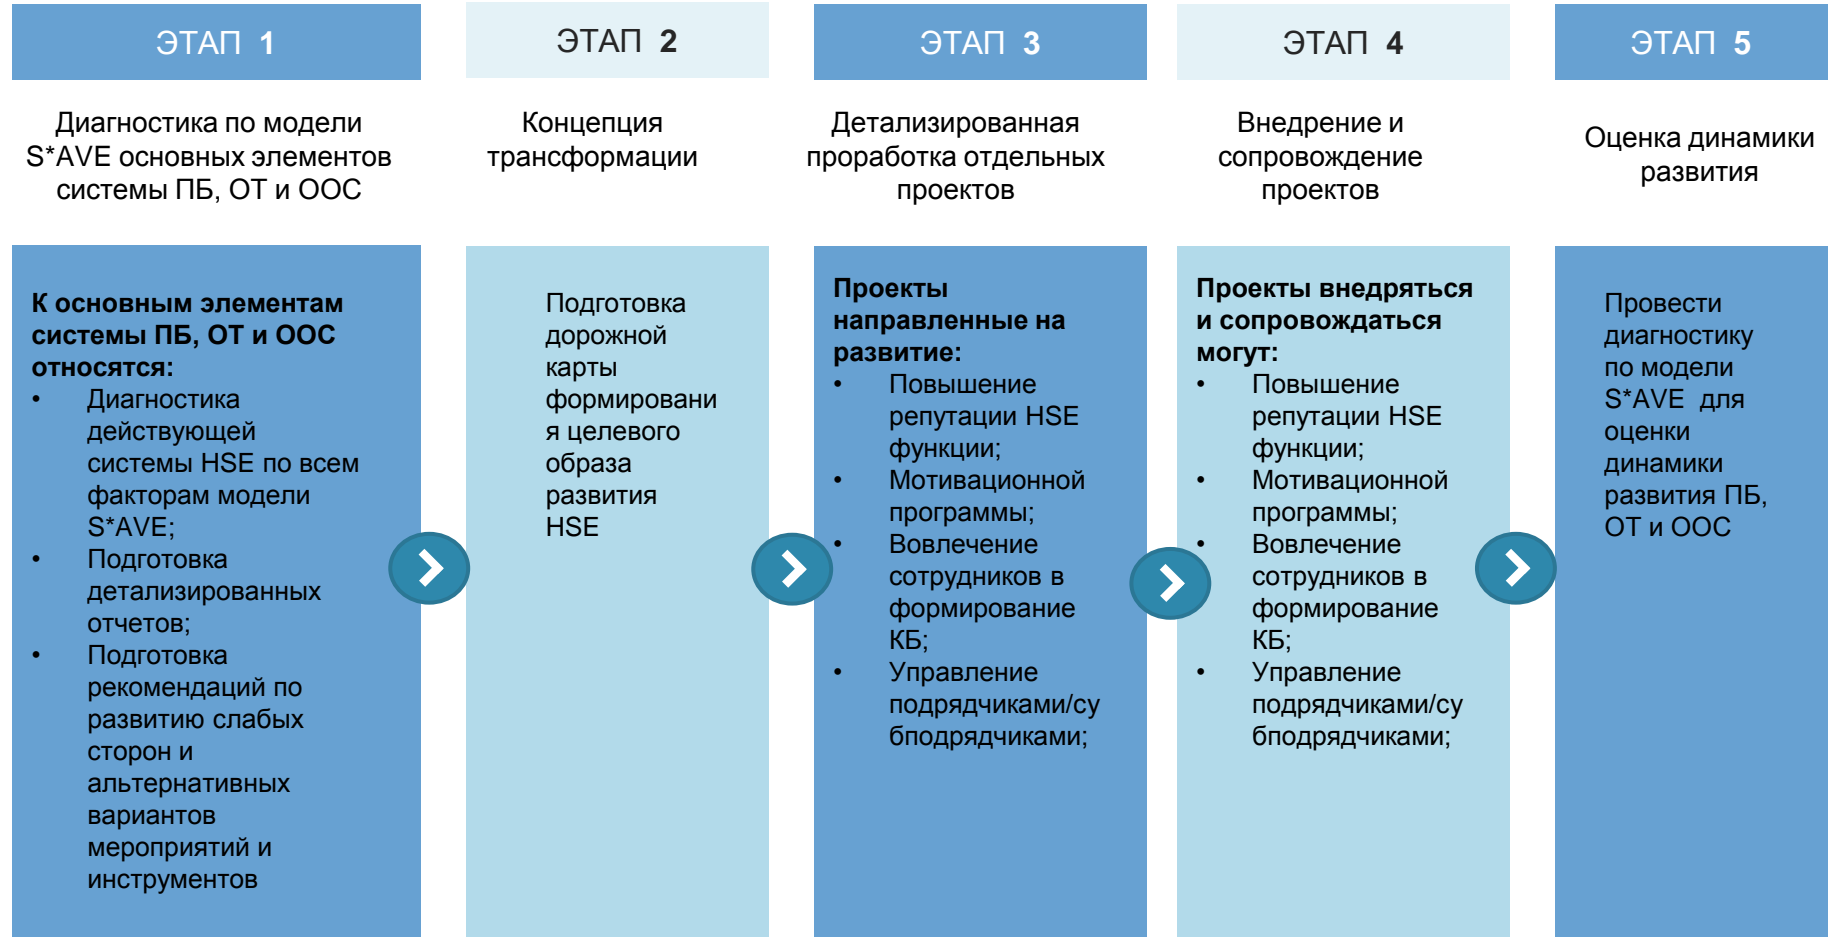 ЭТАП 1
Диагностика по модели
S*AVE основных элементов
системы ПБ, ОТ и ООС
К основным элементам
системы ПБ, ОТ и ООС
относятся:
• Диагностика
действующей
системы HSE по всем
факторам модели
S*AVE;
• Подготовка
детализированных
отчетов;
• Подготовка
рекомендаций по
развитию слабых
сторон и
альтернативных
вариантов
мероприятий и
инструментов
ЭТАП 2
Концепция
трансформации
Подготовка
дорожной
карты
формировани
я целевого
образа
развития
HSE
ЭТАП 3
Детализированная
проработка отдельных
проектов
Проекты
направленные на
развитие:
• Повышение
репутации HSE
функции;
• Мотивационной
программы;
• Вовлечение
сотрудников в
формирование
КБ;
• Управление
подрядчиками/су
бподрядчиками;
ЭТАП 4
Внедрение и
сопровождение
проектов
Проекты внедряться
и сопровождаться
могут:
• Повышение
репутации HSE
функции;
• Мотивационной
программы;
• Вовлечение
сотрудников в
формирование
КБ;
• Управление
подрядчиками/су
бподрядчиками;
ЭТАП 5
Оценка динамики
развития
Провести
диагностику
по модели
S*AVE для
оценки
динамики
развития ПБ,
ОТ и ООС